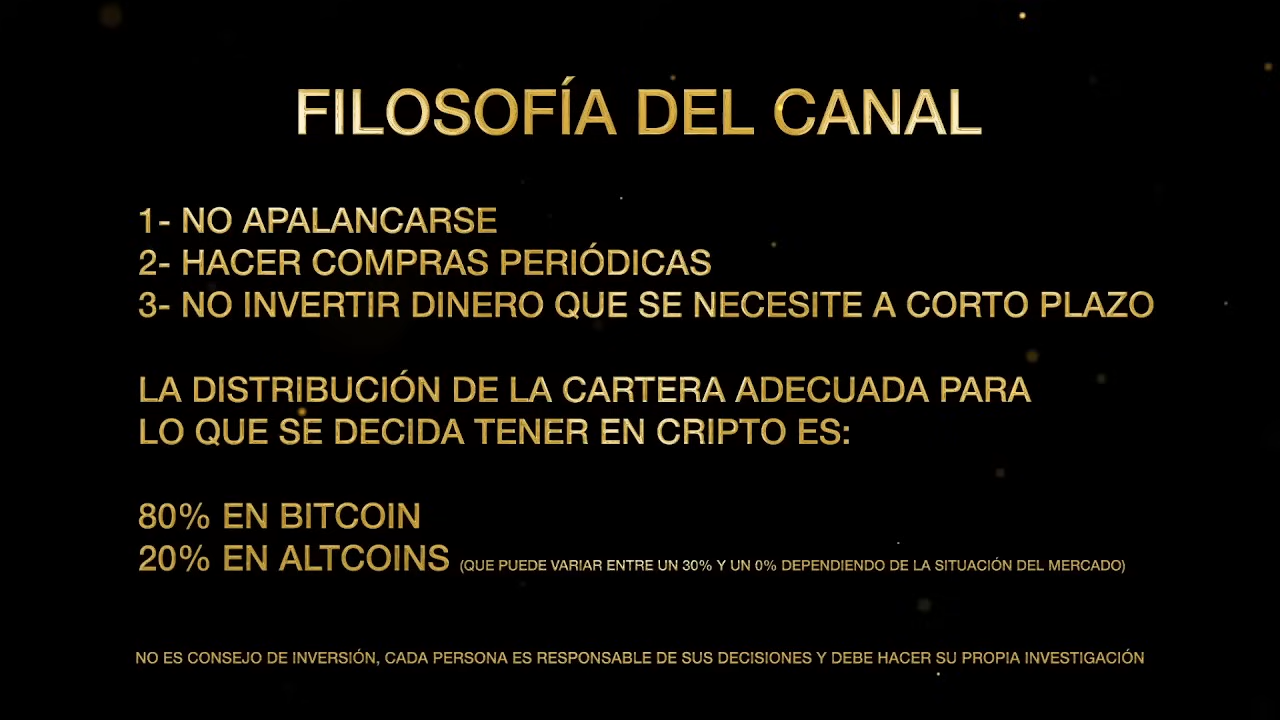 FILOSOFÍA DEL CANAL
1- NO APALANCARSE
2- HACER COMPRAS PERIÓDICAS
3- NO INVERTIR DINERO QUE SE NECESITE A CORTO PLAZO
LA DISTRIBUCIÓN DE LA CARTERA ADECUADA PARA
LO QUE SE DECIDA TENER EN CRIPTO ES:
80% EN BITCOIN
20% EN ALTCOINS (QUE PUEDE VARIAR ENTRE UN 30% Y UN 0% DEPENDIENDO DE LA SITUACIÓN DEL MERCADO)
NO ES CONSEJO DE INVERSIÓN, CADA PERSONA ES RESPONSABLE DE SUS DECISIONES Y DEBE HACER SU PROPIA INVESTIGACIÓN